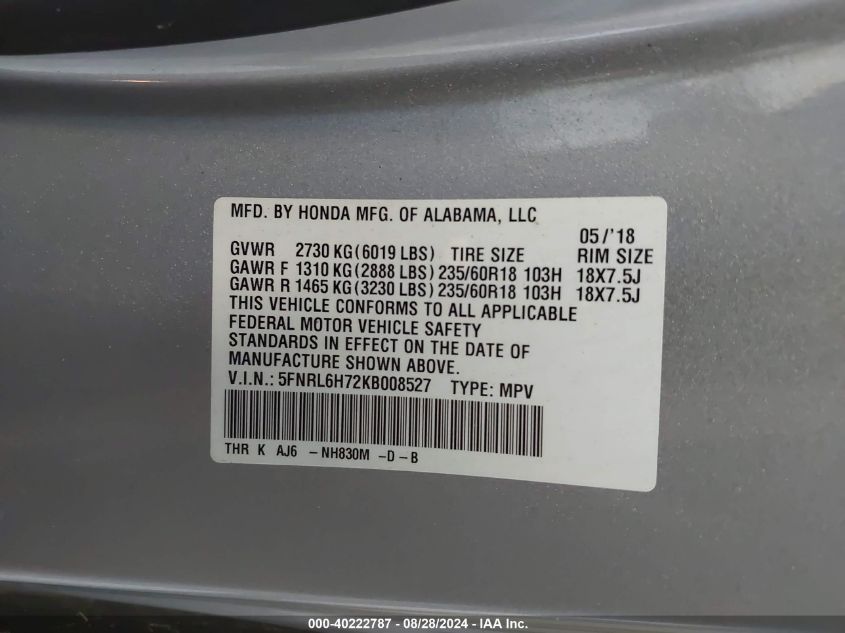 MFD. BY HONDA MFG. OF ALABAMA, LLC
05/'18
GVWR 2730 KG(6019 LBS) TIRE SIZE RIM SIZE
GAWR F 1310 KG(2888 LBS)235/60R18 103H 18X7.5J
GAWR R 1465 KG(3230 LBS)235/60R18 103H 18X7.5J
THIS VEHICLE CONFORMS TO ALL APPLICABLE
FEDERAL MOTOR VEHICLE SAFETY
STANDARDS IN EFFECT ON THE DATE OF
MANUFACTURE SHOWN ABOVE.
V.I.N.: 5FNRL6H72KB008527 TYPE: MPV
THR K AJ6 -NH830M -D-B
000-40222787 - 08/28/2024 - IAA Inc.